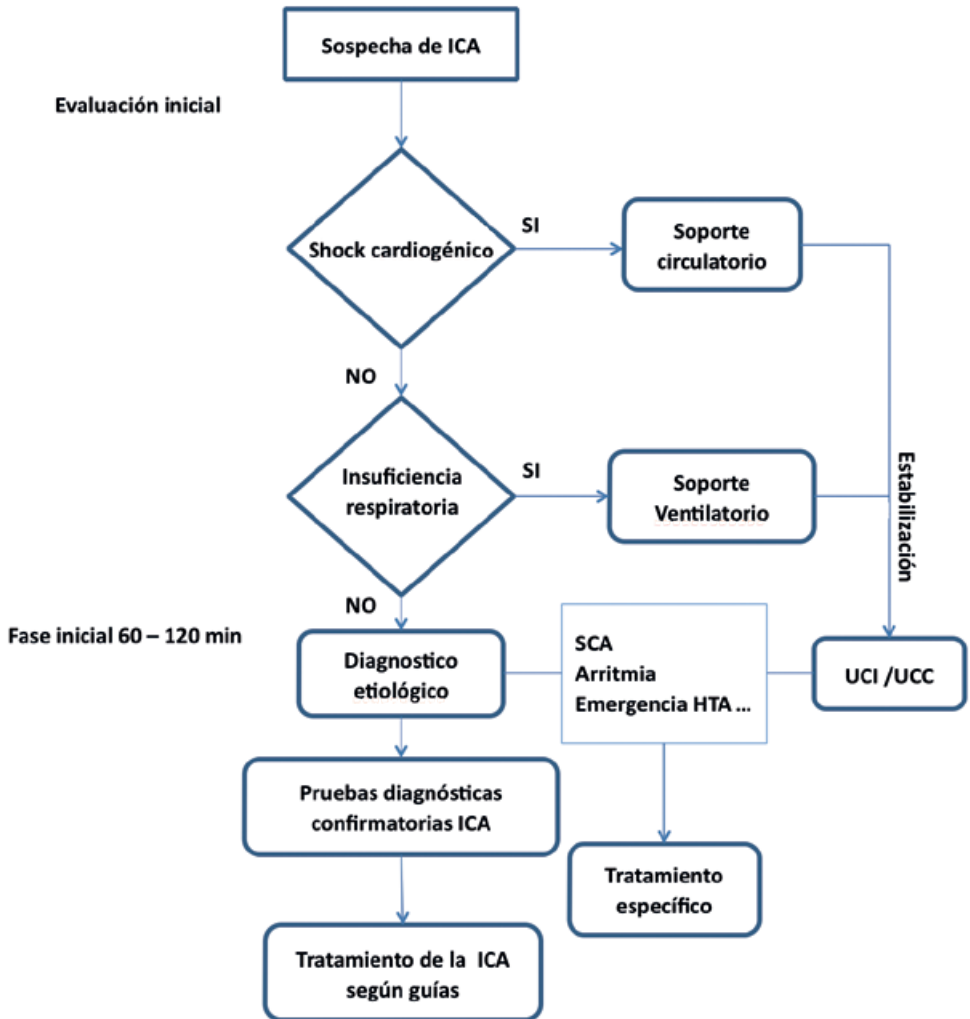 Sospecha de ICA
Evaluación inicial
Shock cardiogénico
SI
Soporte
circulatorio
NO
Insuficiencia
respiratoria
SI
Soporte
Ventilatorio
Estabilización
NO
Fase inicial 60 – 120 min
Diagnostico
etiológico
SCA
Arritmia
Emergencia HTA ...
UCI /UCC
Pruebas diagnósticas
confirmatorias ICA
Tratamiento
específico
Tratamiento de la ICA
según guías